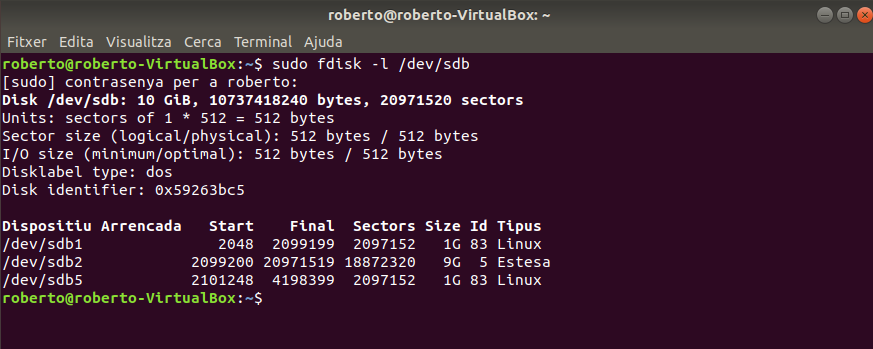 roberto@roberto-VirtualBox: ~
Fitxer Edita Visualitza Cerca Terminal Ajuda
roberto@roberto-VirtualBox:~$ sudo fdisk -l /dev/sdb
[sudo] contrasenya per a roberto:
Disk /dev/sdb: 10 GiB, 10737418240 bytes, 20971520 sectors
Units: sectors of 1 * 512 = 512 bytes
Sector size (logical/physical): 512 bytes / 512 bytes
I/O size (minimum/optimal): 512 bytes / 512 bytes
Disklabel type: dos
Disk identifier: 0x59263bc5
Dispositiu Arrencada   Start    Final  Sectors Size Id Tipus
/dev/sdb1               2048  2099199  2097152   1G 83 Linux
/dev/sdb2            2099200 20971519 18872320   9G  5 Estesa
/dev/sdb5            2101248  4198399  2097152   1G 83 Linux
roberto@roberto-VirtualBox:~$